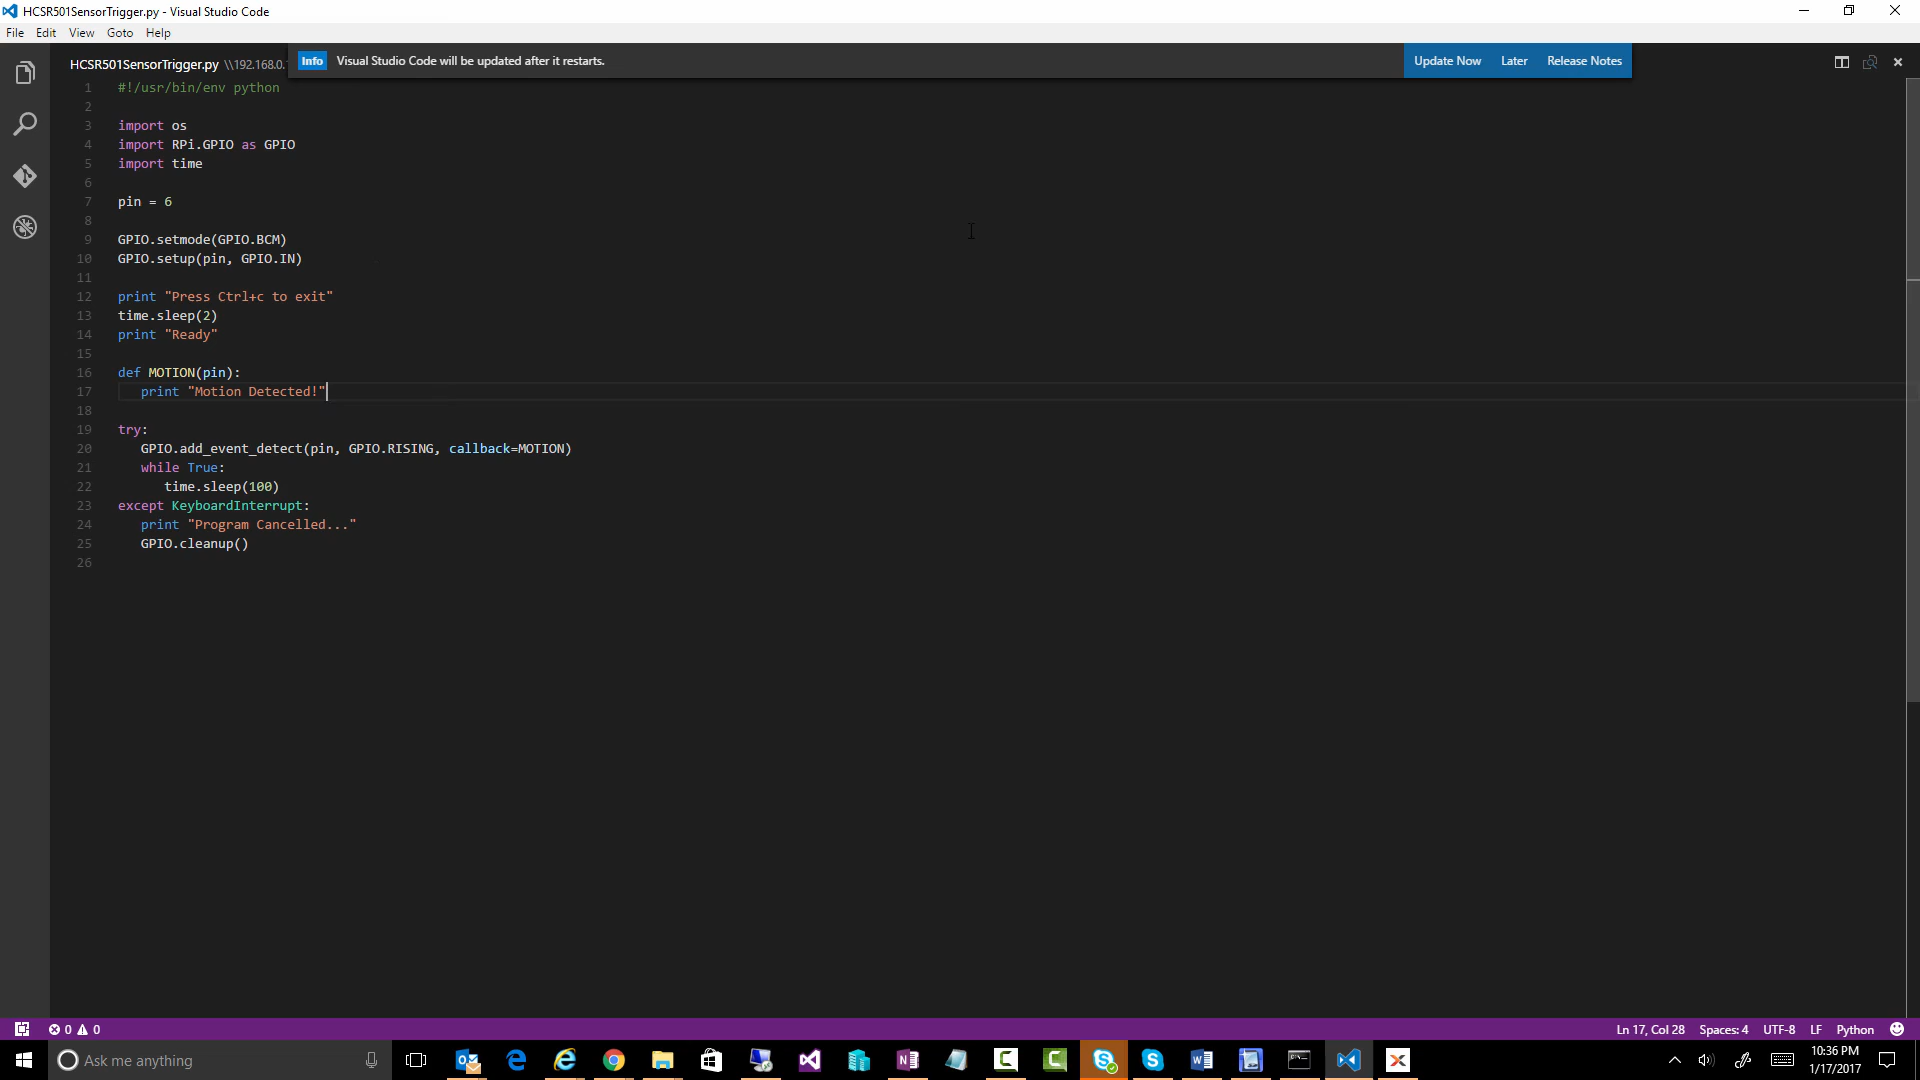 HCSR501SensorTrigger.py - Visual Studio Code
File Edit View Goto Help
HCSR501SensorTrigger.py \\192.168.0.
Info Visual Studio Code will be updated after it restarts. Update Now Later Release Notes
1 #!/usr/bin/env python
2
3 import os
4 import RPi.GPIO as GPIO
5 import time
6
7 pin = 6
8
9 GPIO.setmode(GPIO.BCM)
10 GPIO.setup(pin, GPIO.IN)
11
12 print "Press Ctrl+c to exit"
13 time.sleep(2)
14 print "Ready"
15
16 def MOTION(pin):
17    print "Motion Detected!"
18
19 try:
20    GPIO.add_event_detect(pin, GPIO.RISING, callback=MOTION)
21    while True:
22       time.sleep(100)
23 except KeyboardInterrupt:
24    print "Program Cancelled..."
25    GPIO.cleanup()
26
0 0 Ln 17, Col 28 Spaces: 4 UTF-8 LF Python
Ask me anything
10:36 PM
1/17/2017